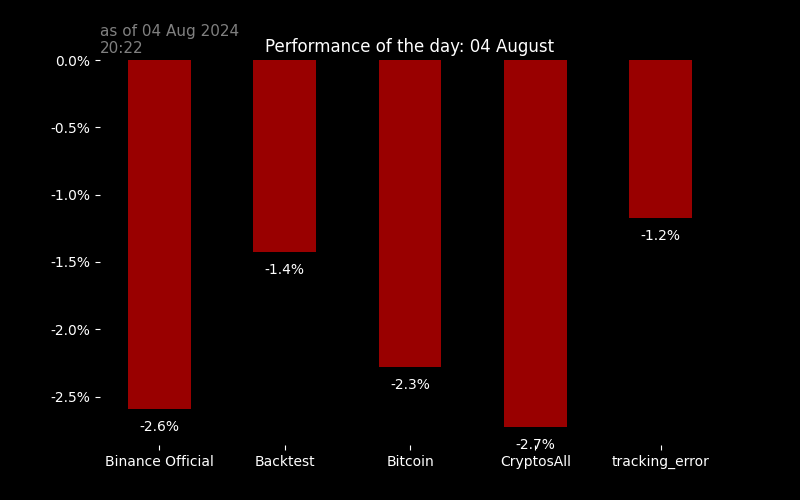 as of 04 Aug 2024
20:22
Performance of the day: 04 August
0.0%
-0.5%
-1.0%
-1.5%
-2.0%
-2.5%
-2.6%
-1.4%
-2.3%
-2.7%
-1.2%
Binance Official
Backtest
Bitcoin
CryptosAll
tracking_error